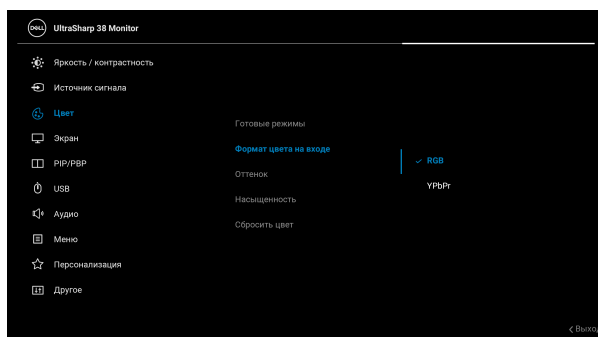 DELL
UltraSharp 38 Monitor
Яркость / контрастность
Источник сигнала
Цвет
Готовые режимы
Экран
Формат цвета на входе
PIP/PBP
RGB
Оттенок
USB
YPbPr
Насыщенность
Аудио
Сбросить цвет
Меню
Персонализация
Другое